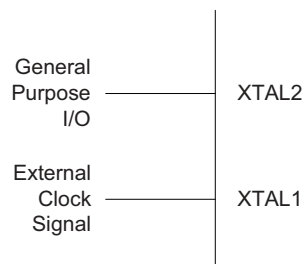 General
Purpose
I/O
XTAL2
External
Clock
Signal
XTAL1